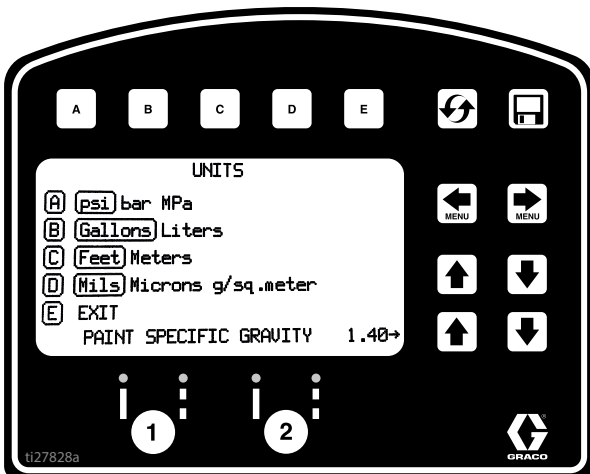 A B C D E
UNITS
A psi bar MPa
MENU MENU
B Gallons Liters
C Feet Meters
D Mils Microns g/sq.meter
E EXIT
PAINT SPECIFIC GRAVITY 1.40→
1 2
ti27828a
G
GRACO